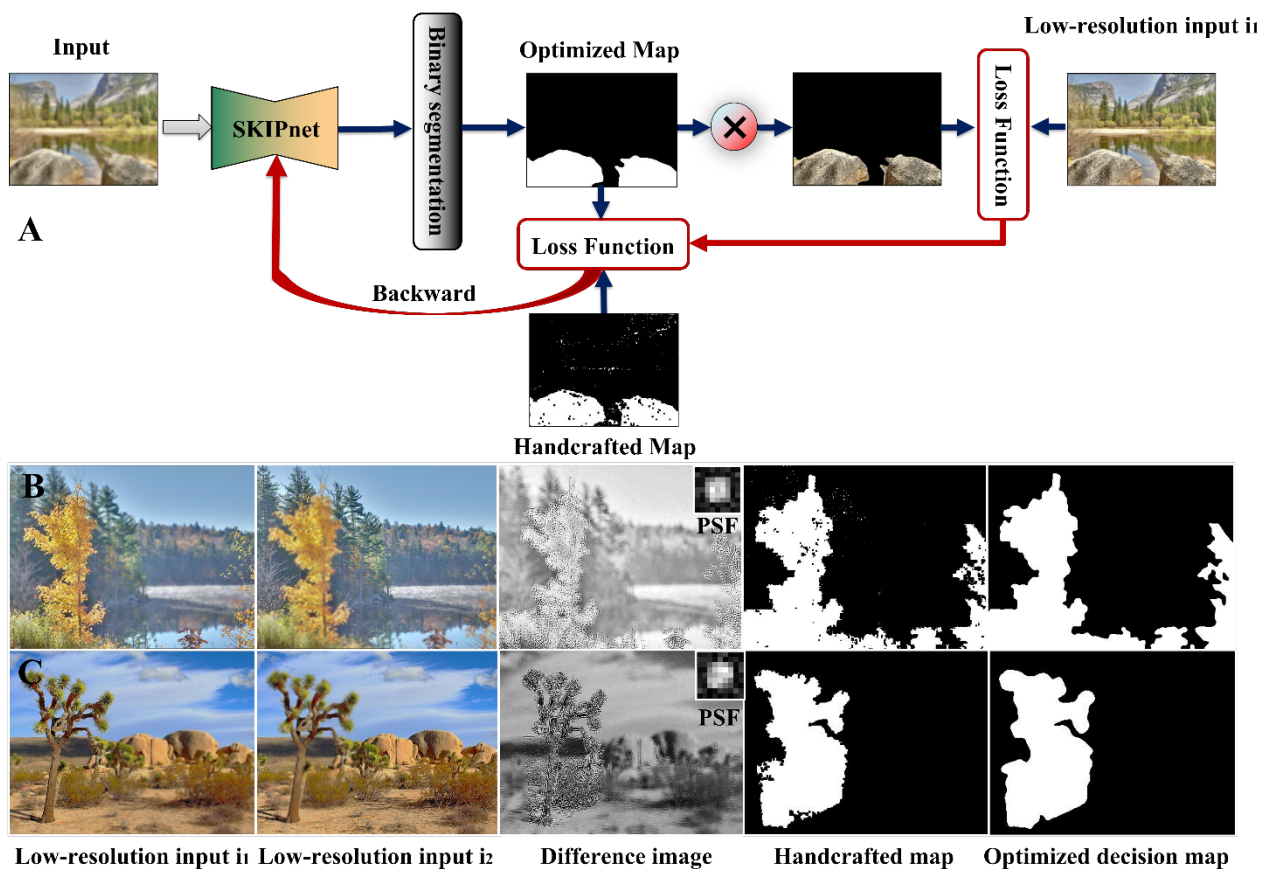 Input
Optimized Map
Low-resolution input i₁
SKIPnet
Binary segmentation
Loss Function
A
Loss Function
Backward
Handcrafted Map
B
PSF
C
PSF
Low-resolution input i₁
Low-resolution input i₂
Difference image
Handcrafted map
Optimized decision map